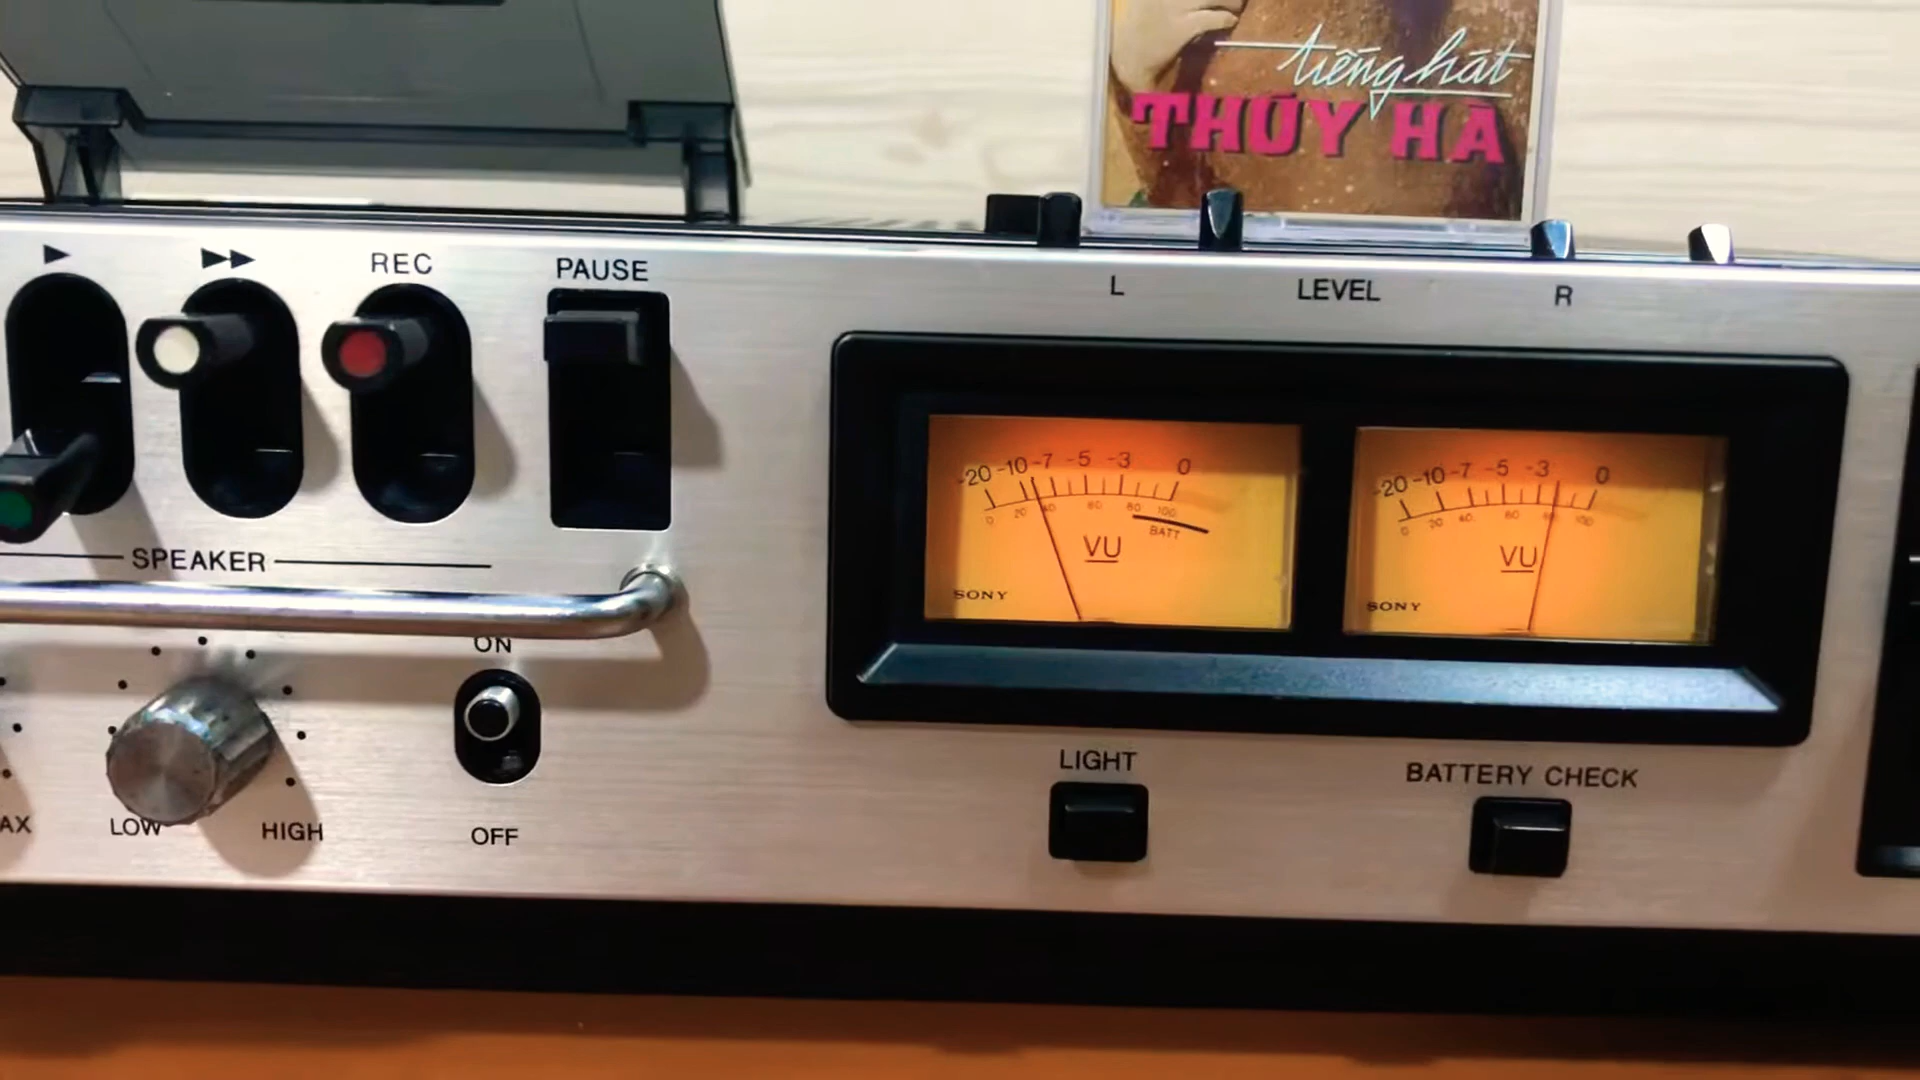 tiếng hát
THÚY HÀ
REC
PAUSE
L
LEVEL
R
-20 -10 -7 -5 -3 0
0 20 40 60 80 100
BATT
VU
SONY
-20 -10 -7 -5 -3 0
0 20 40 60 80 100
VU
SONY
SPEAKER
ON
OFF
AX
LOW
HIGH
LIGHT
BATTERY CHECK